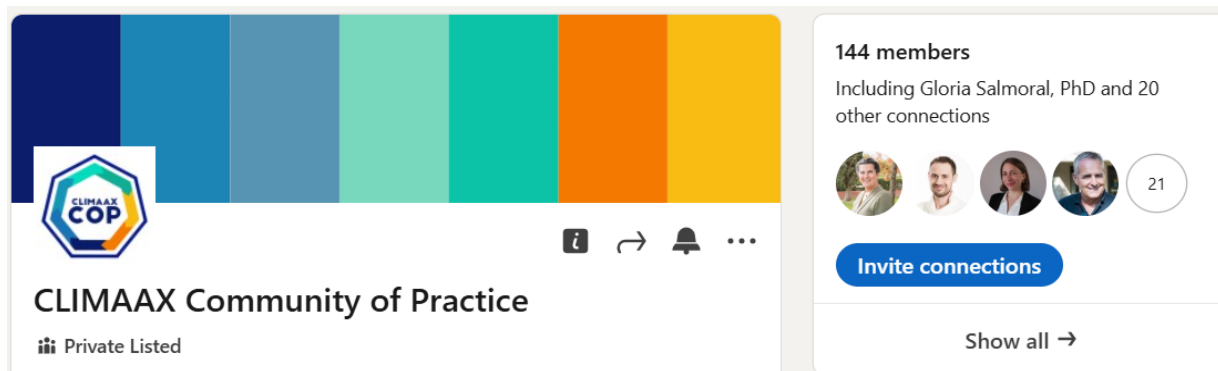 CLIMAAX
COP
CLIMAAX Community of Practice
Private Listed
144 members
Including Gloria Salmoral, PhD and 20
other connections
21
Invite connections
Show all →